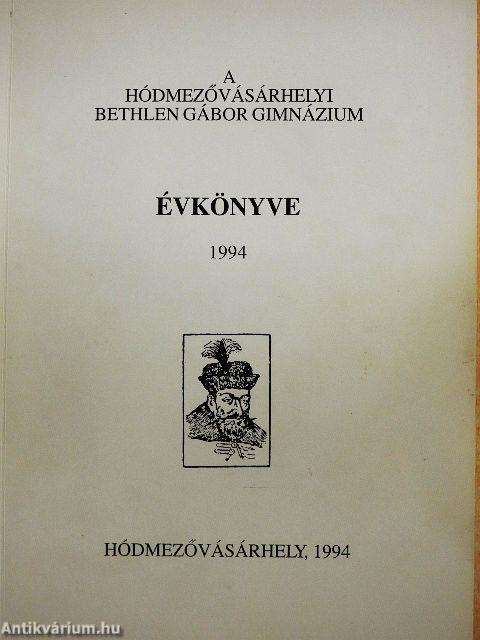 A
HÓDMEZŐVÁSÁRHELYI
BETHLEN GÁBOR GIMNÁZIUM
ÉVKÖNYVE
1994
HÓDMEZŐVÁSÁRHELY, 1994
Antikvárium.hu